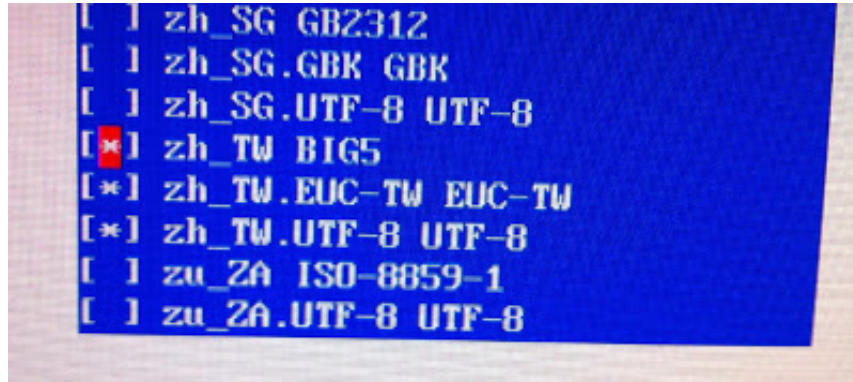 [ ] zh_SG GB2312
[ ] zh_SG.GBK GBK
[ ] zh_SG.UTF-8 UTF-8
[*] zh_TW BIG5
[*] zh_TW.EUC-TW EUC-TW
[*] zh_TW.UTF-8 UTF-8
[ ] zu_ZA ISO-8859-1
[ ] zu_ZA.UTF-8 UTF-8